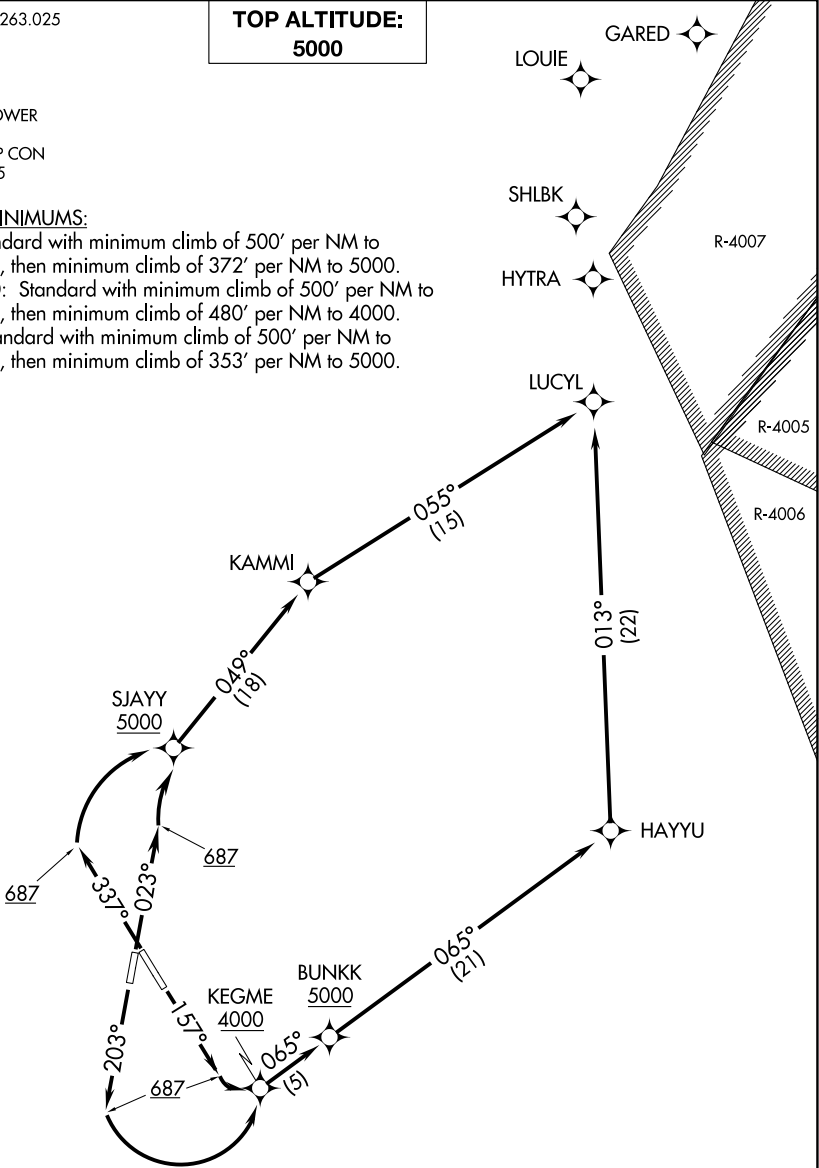 263.025
TOP ALTITUDE:
5000
GARED
LOUIE
CON
5
SHLBK
R-4007
MINIMUMS:
Standard with minimum climb of 500' per NM to
, then minimum climb of 372' per NM to 5000.
: Standard with minimum climb of 500' per NM to
, then minimum climb of 480' per NM to 4000.
Standard with minimum climb of 500' per NM to
, then minimum climb of 353' per NM to 5000.
HYTRA
LUCYL
R-4005
R-4006
055°
(15)
KAMMI
013°
(22)
049°
(18)
SJAYY
5000
HAYYU
687
687
337°
023°
065°
(21)
BUNKK
5000
KEGME
4000
157°
203°
065°
(5)
687